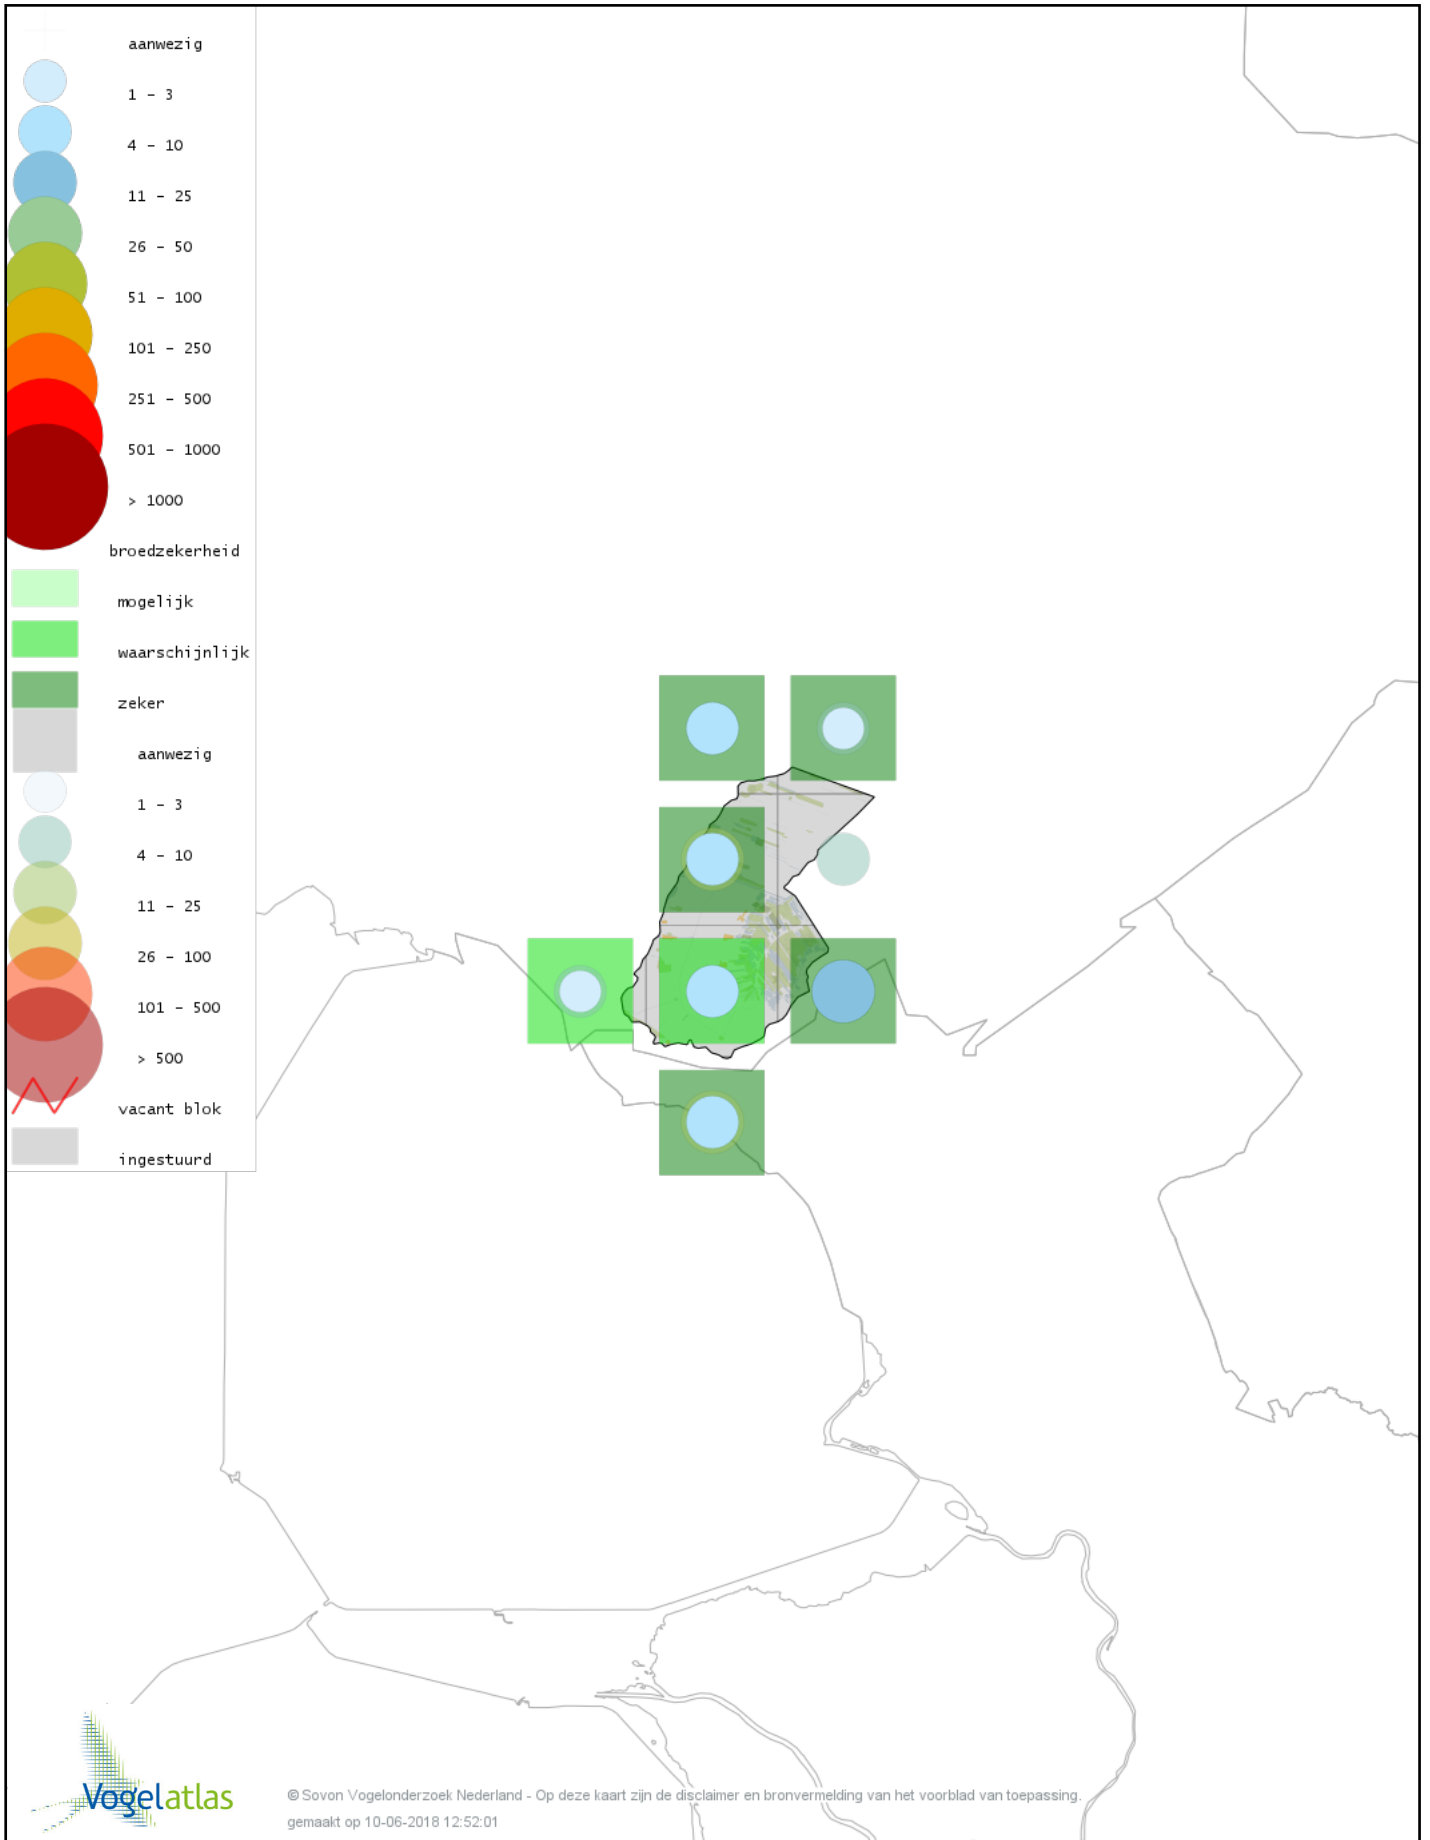 aanwezig
1 - 3
4 - 10
11 - 25
26 - 50
51 - 100
101 - 250
251 - 500
501 - 1000
> 1000
broedzekerheid
mogelijk
waarschijnlijk
zeker
aanwezig
1 - 3
4 - 10
11 - 25
26 - 100
101 - 500
> 500
vacant blok
ingestuurd
Vogelatlas
© Sovon Vogelonderzoek Nederland - Op deze kaart zijn de disclaimer en bronvermelding van het voorblad van toepassing.
gemaakt op 10-06-2018 12:52:01